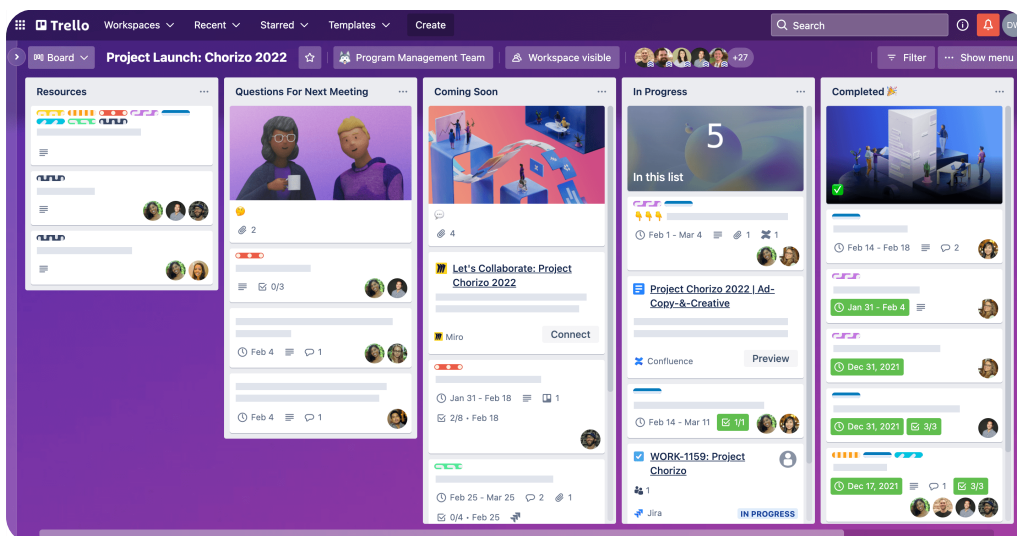 Trello Workspaces Recent Starred Templates Create Search
Board Project Launch: Chorizo 2022 Program Management Team Workspace visible +27 Filter ... Show menu
Resources ...
Questions For Next Meeting ...
2
0/3
Feb 4 1
Feb 4 1
Coming Soon ...
4
Let's Collaborate: Project
Chorizo 2022
Miro Connect
Jan 31 - Feb 18 1
2/8 • Feb 18
Feb 25 - Mar 25 2 1
0/4 • Feb 25
In Progress ...
5
In this list
Feb 1 - Mar 4 1 1
Project Chorizo 2022 | Ad-
Copy-&-Creative
Confluence Preview
Feb 14 - Mar 11 1/1
WORK-1159: Project
Chorizo
1
Jira IN PROGRESS
Completed 🎉 ...
Feb 14 - Feb 18 2
Jan 31 - Feb 4
Dec 31, 2021
Dec 31, 2021 3/3
Dec 17, 2021 1 3/3